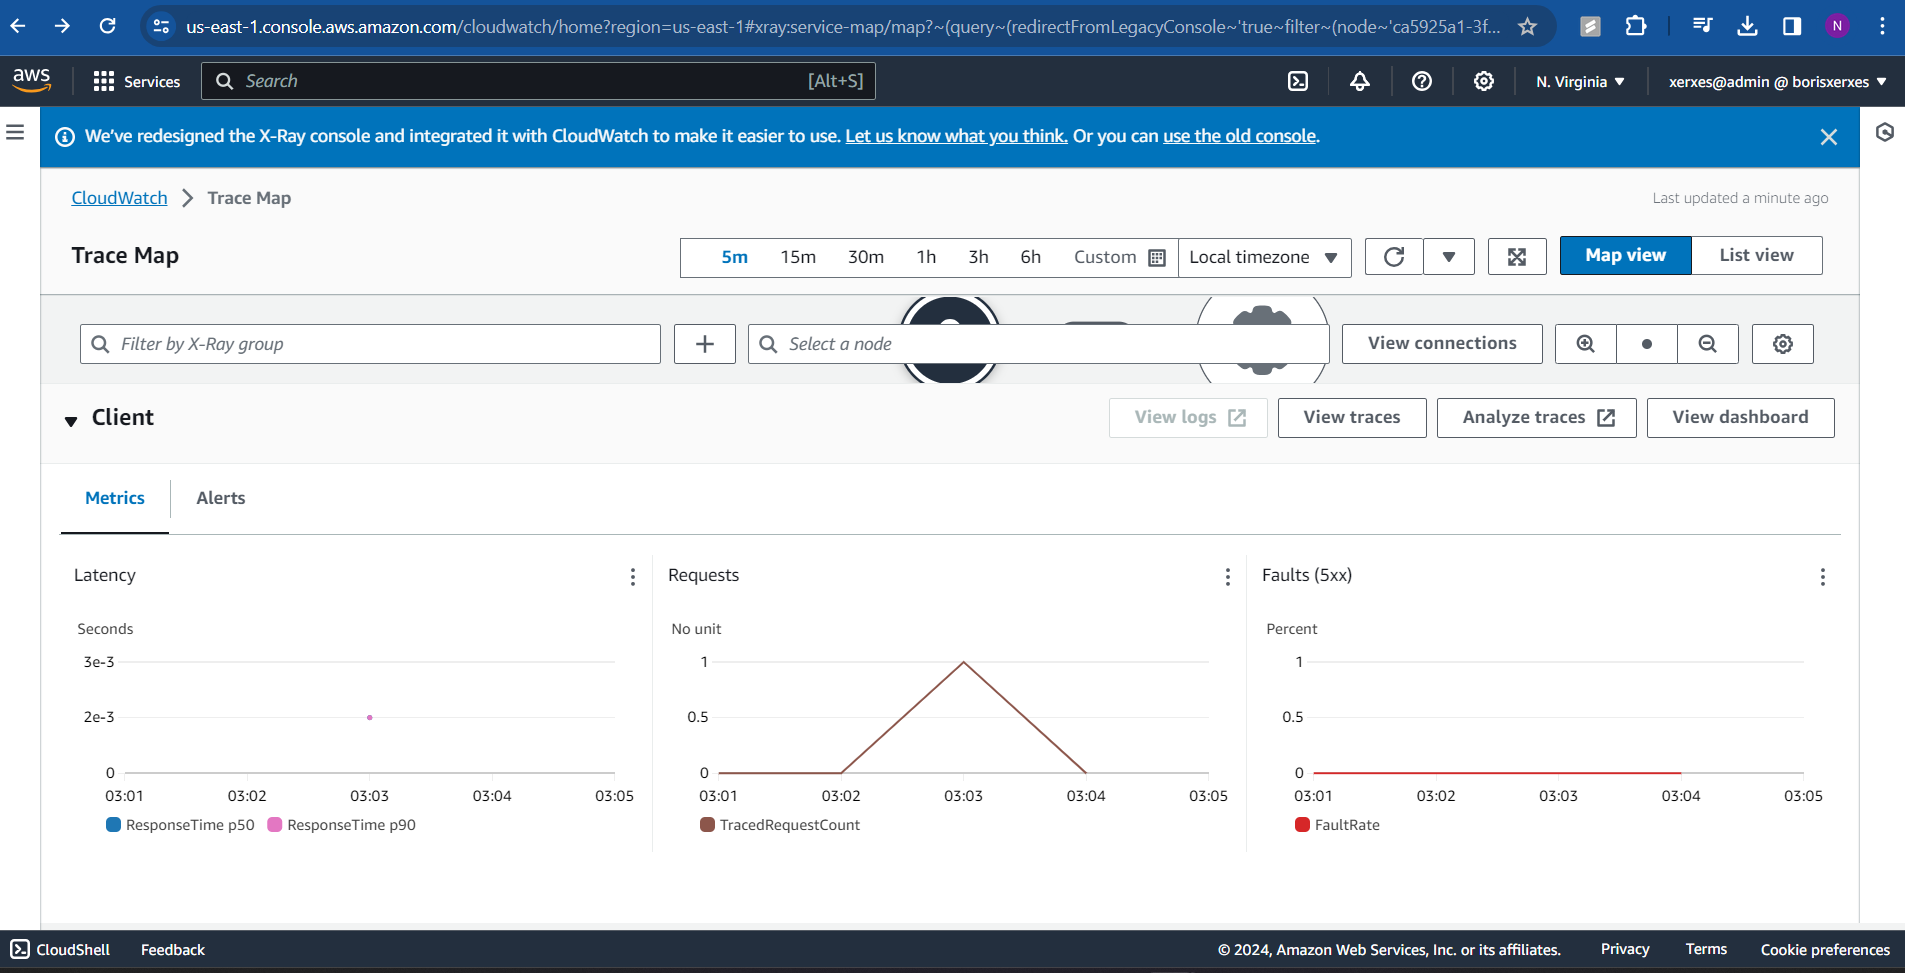 us-east-1.console.aws.amazon.com/cloudwatch/home?region=us-east-1#xray:service-map/map?~(query~(redirectFromLegacyConsole~'true~filter~(node~'ca5925a1-3f...
N
aws
Services
Search
[Alt+S]
N. Virginia
xerxes@admin @ borisxerxes
We've redesigned the X-Ray console and integrated it with CloudWatch to make it easier to use. Let us know what you think. Or you can use the old console.
CloudWatch
Trace Map
Last updated a minute ago
Trace Map
5m 15m 30m 1h 3h 6h Custom
Local timezone
Map view
List view
Filter by X-Ray group
Select a node
View connections
Client
View logs
View traces
Analyze traces
View dashboard
Metrics
Alerts
Latency
Seconds
3e-3
2e-3
0
03:01 03:02 03:03 03:04 03:05
ResponseTime p50 ResponseTime p90
Requests
No unit
1
0.5
0
03:01 03:02 03:03 03:04 03:05
TracedRequestCount
Faults (5xx)
Percent
1
0.5
0
03:01 03:02 03:03 03:04 03:05
FaultRate
CloudShell
Feedback
© 2024, Amazon Web Services, Inc. or its affiliates.
Privacy
Terms
Cookie preferences